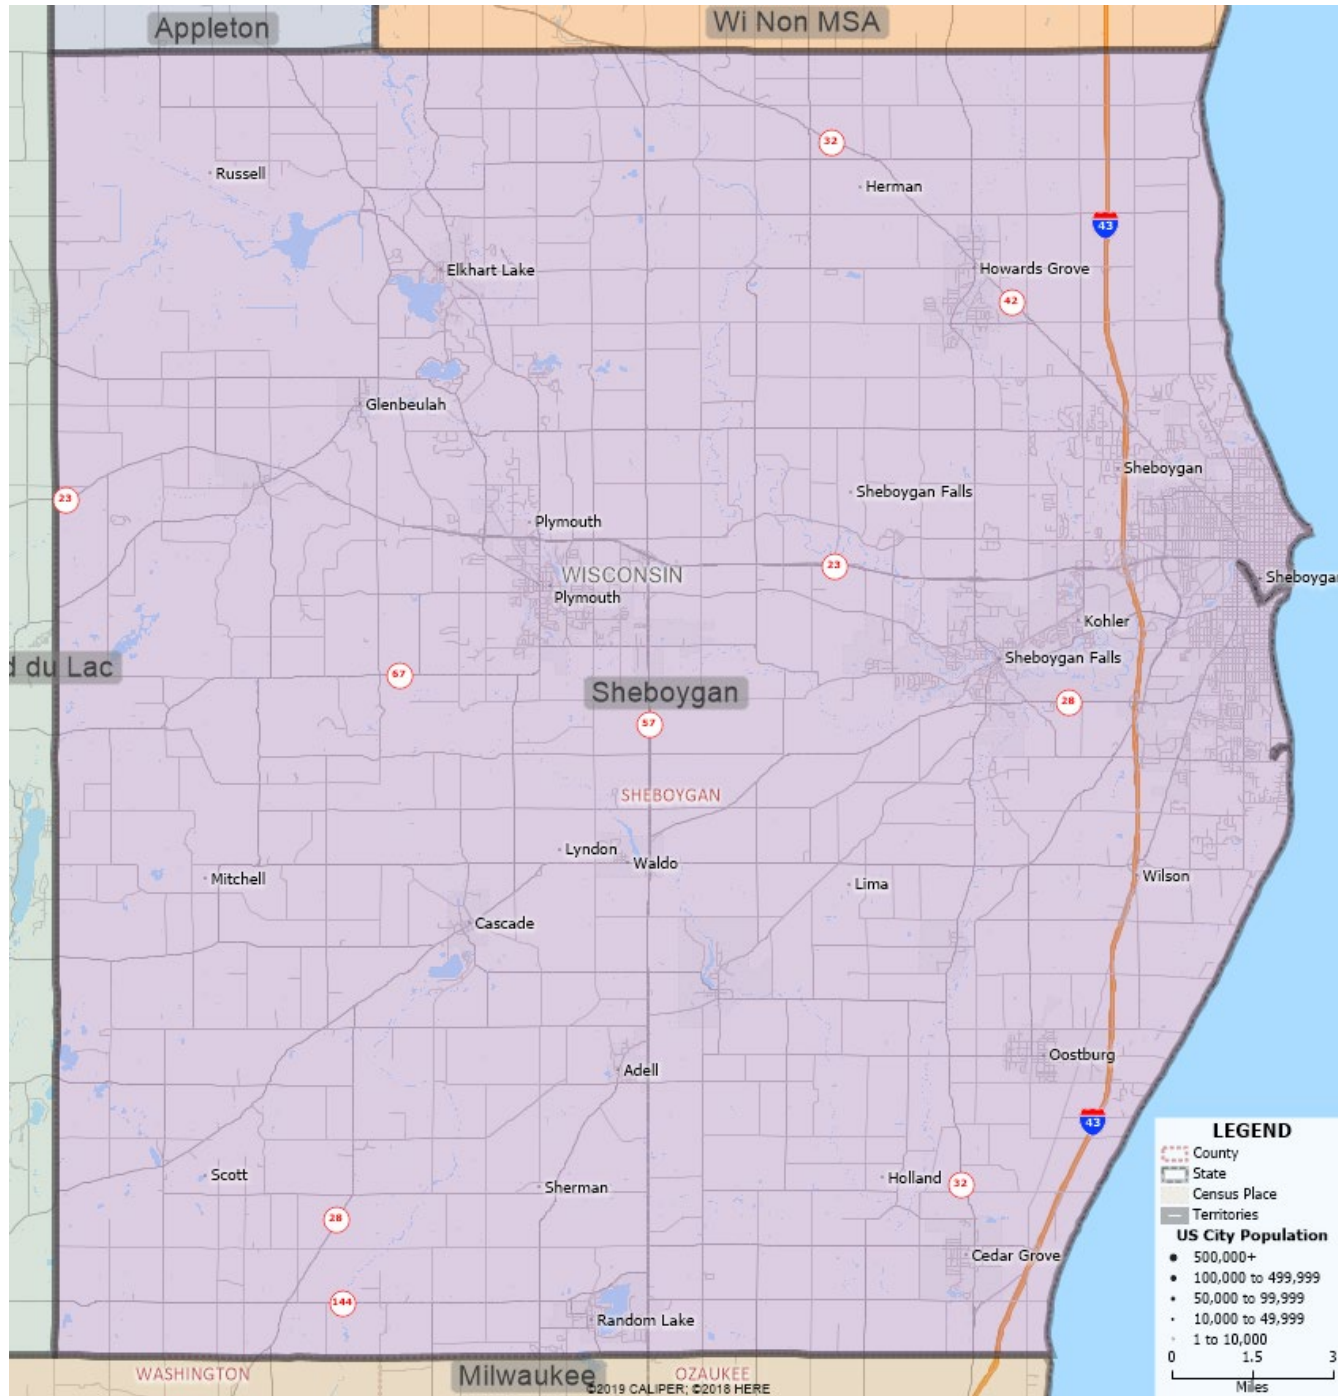 Appleton
Wi Non MSA
32
Russell
Herman
43
Elkhart Lake
Howards Grove
42
Glenbeulah
Sheboygan
23
Sheboygan Falls
Plymouth
23
WISCONSIN
Sheboygan
Plymouth
Kohler
Sheboygan Falls
d du Lac
67
Sheboygan
28
57
SHEBOYGAN
Lyndon
Waldo
Mitchell
Lima
Wilson
Cascade
Oostburg
Adell
43
Scott
Holland
Sherman
32
28
Cedar Grove
144
Random Lake
LEGEND
County
State
Census Place
Territories
US City Population
500,000+
100,000 to 499,999
50,000 to 99,999
10,000 to 49,999
1 to 10,000
0 1.5 3
Miles
WASHINGTON
Milwaukee
OZAUKEE
©2019 CALIPER; ©2018 HERE